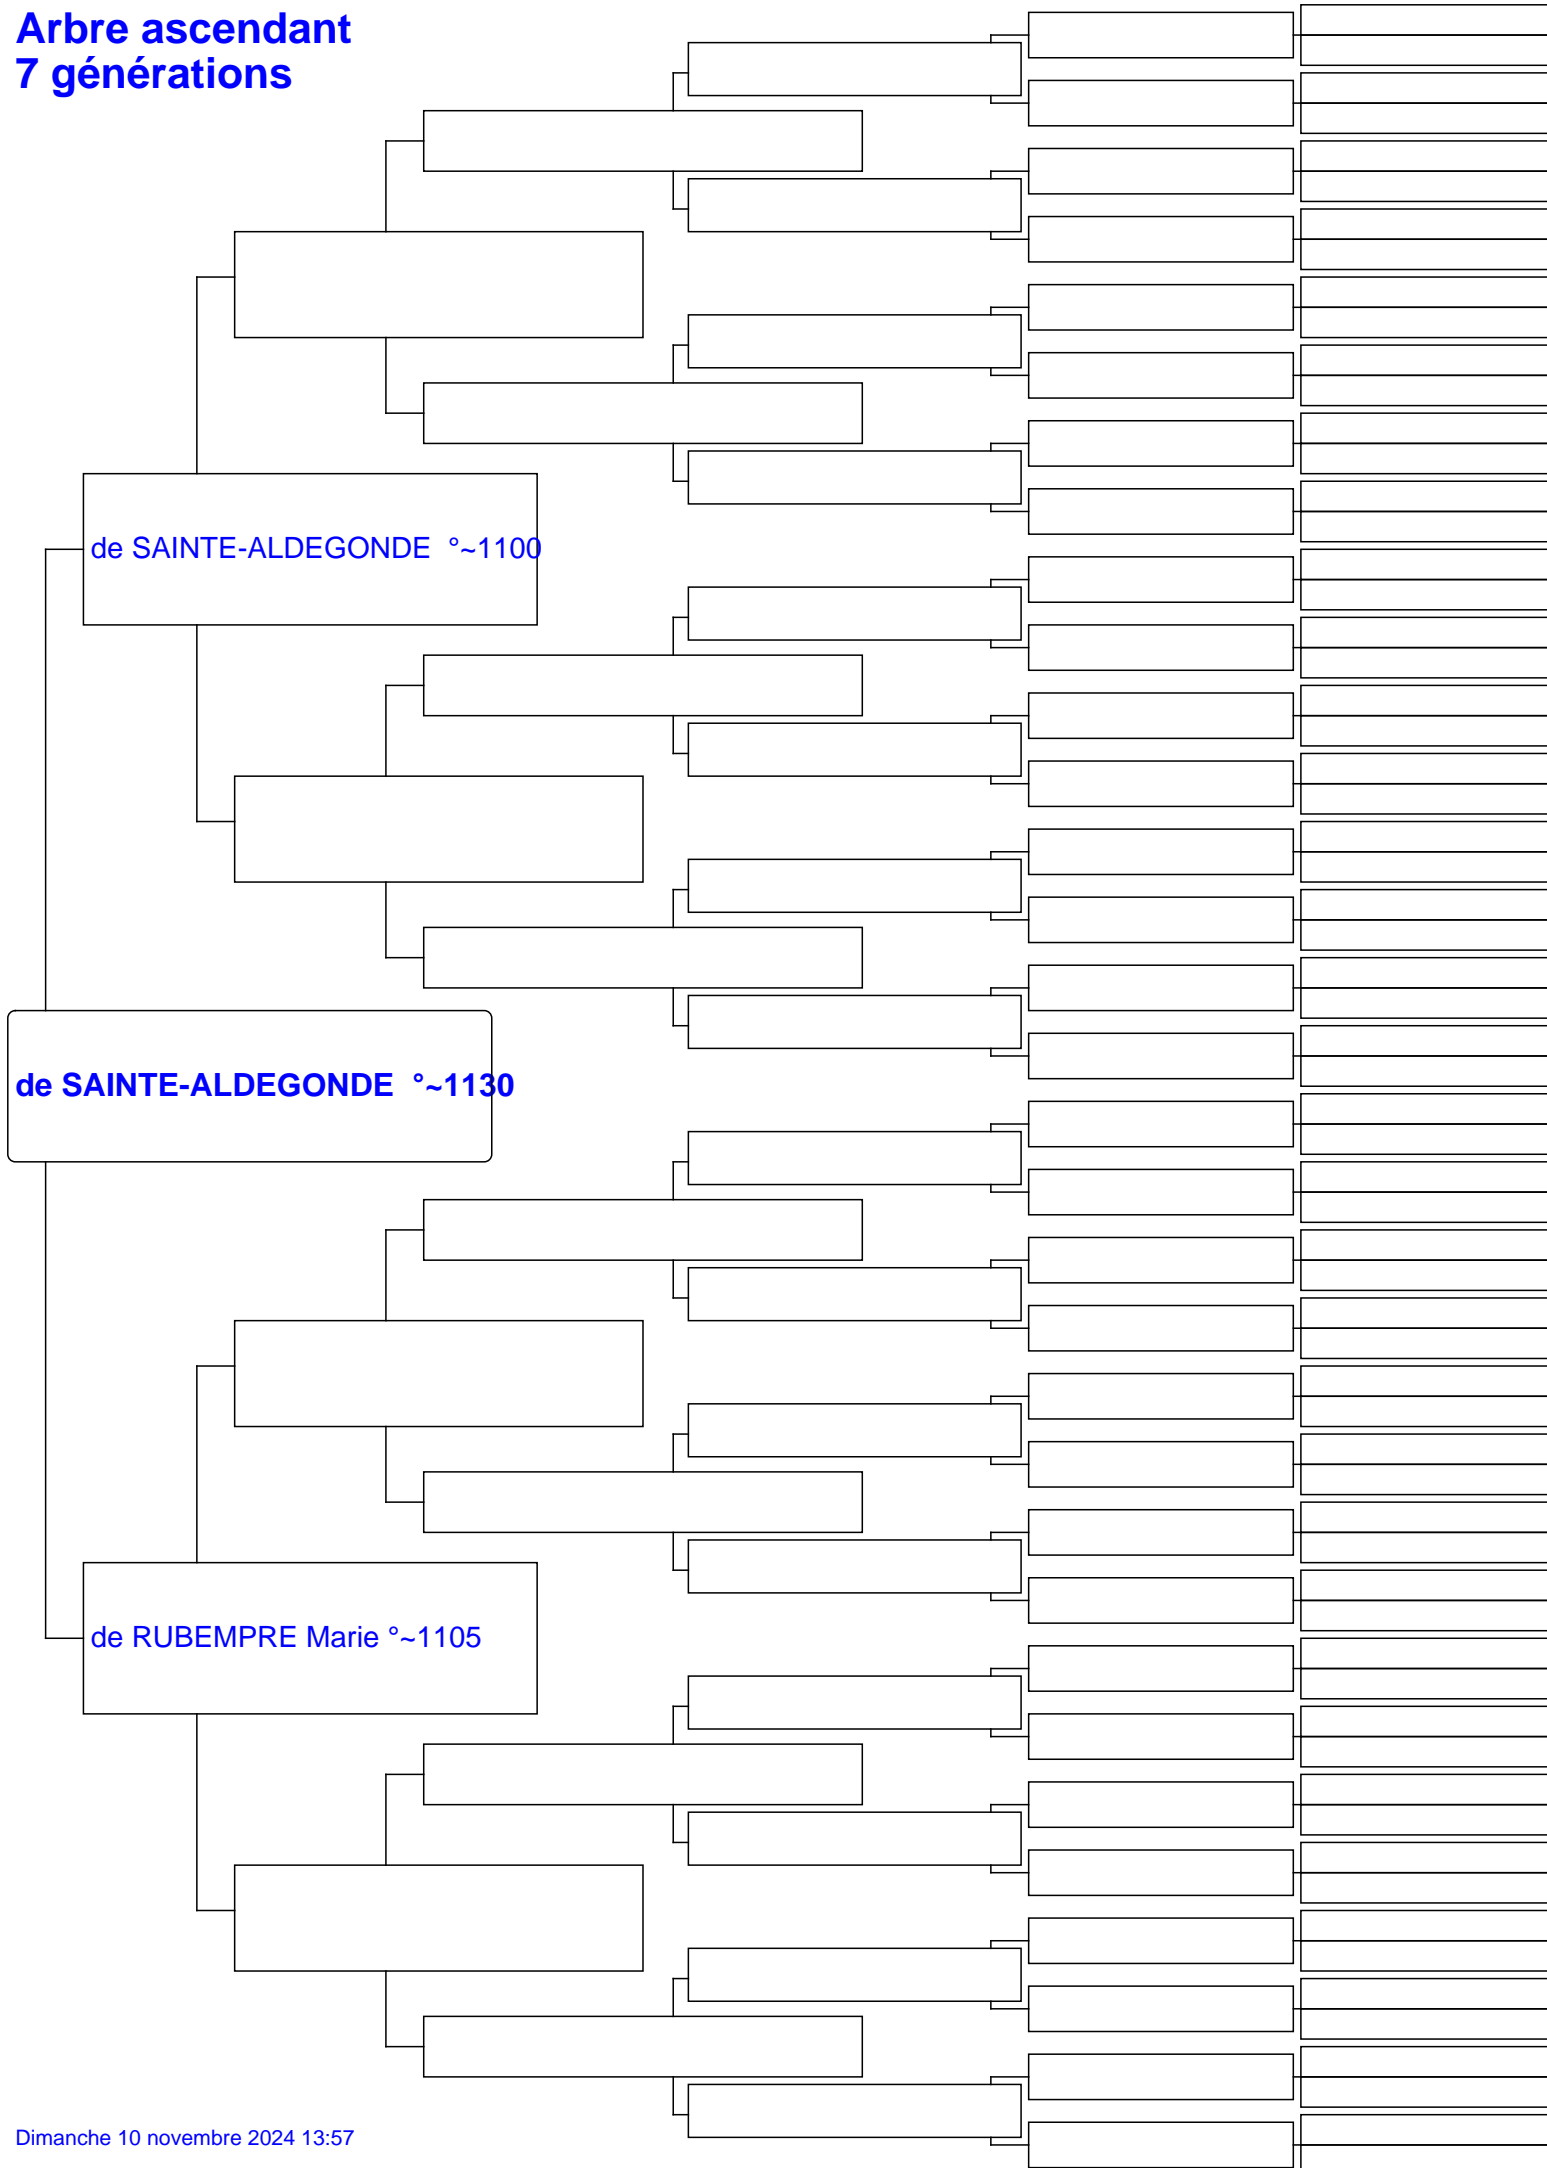 Arbre ascendant
7 générations
de SAINTE-ALDEGONDE °~1100
de SAINTE-ALDEGONDE °~1130
de RUBEMPRE Marie °~1105
Dimanche 10 novembre 2024 13:57